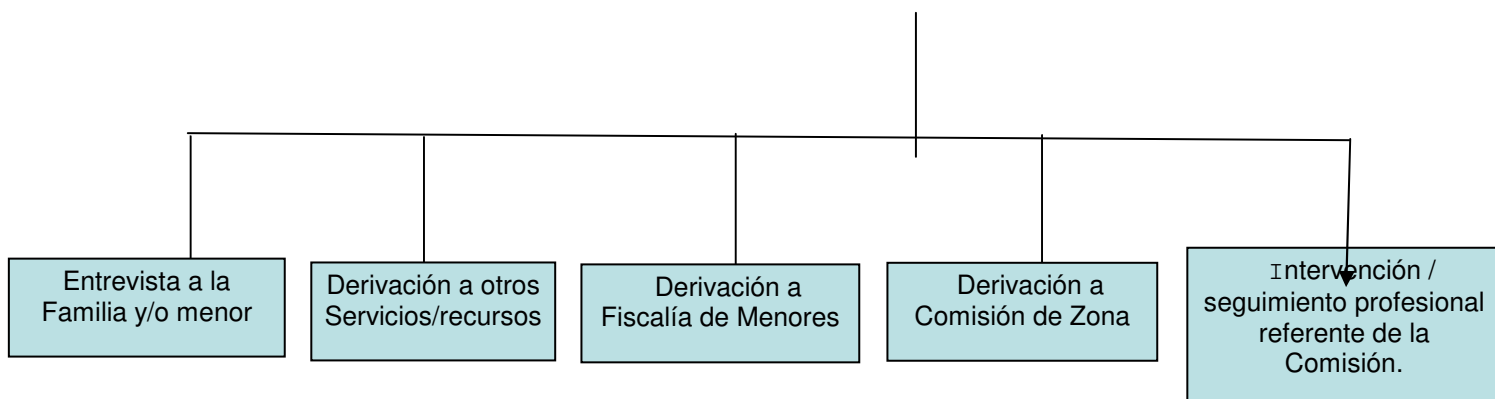 Entrevista a la
Familia y/o menor
Derivación a otros
Servicios/recursos
Derivación a
Fiscalía de Menores
Derivación a
Comisión de Zona
Intervención /
seguimiento profesional
referente de la
Comisión.